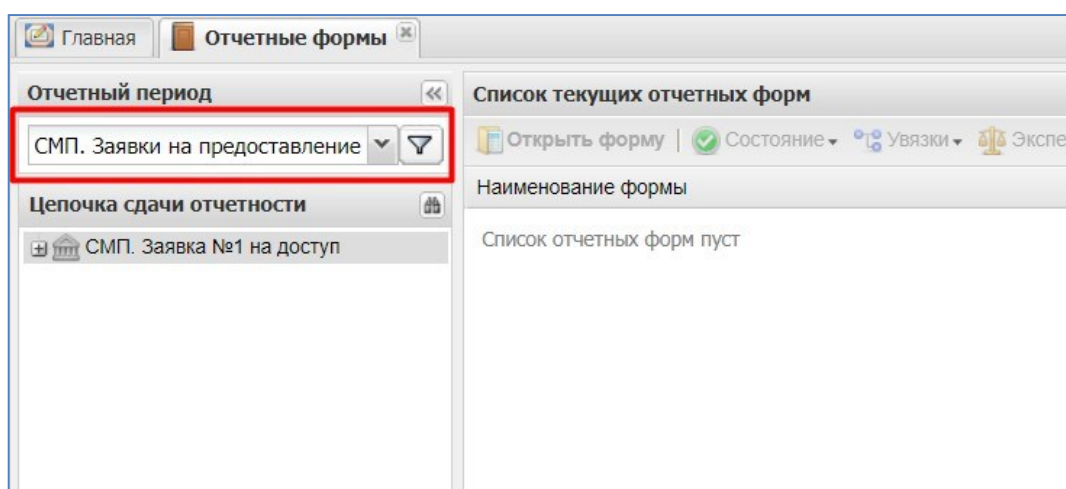 Главная Отчетные формы
Отчетный период
СМП. Заявки на предоставление
Цепочка сдачи отчетности
СМП. Заявка №1 на доступ
Список текущих отчетных форм
Открыть форму | Состояние Увязки Экспе
Наименование формы
Список отчетных форм пуст